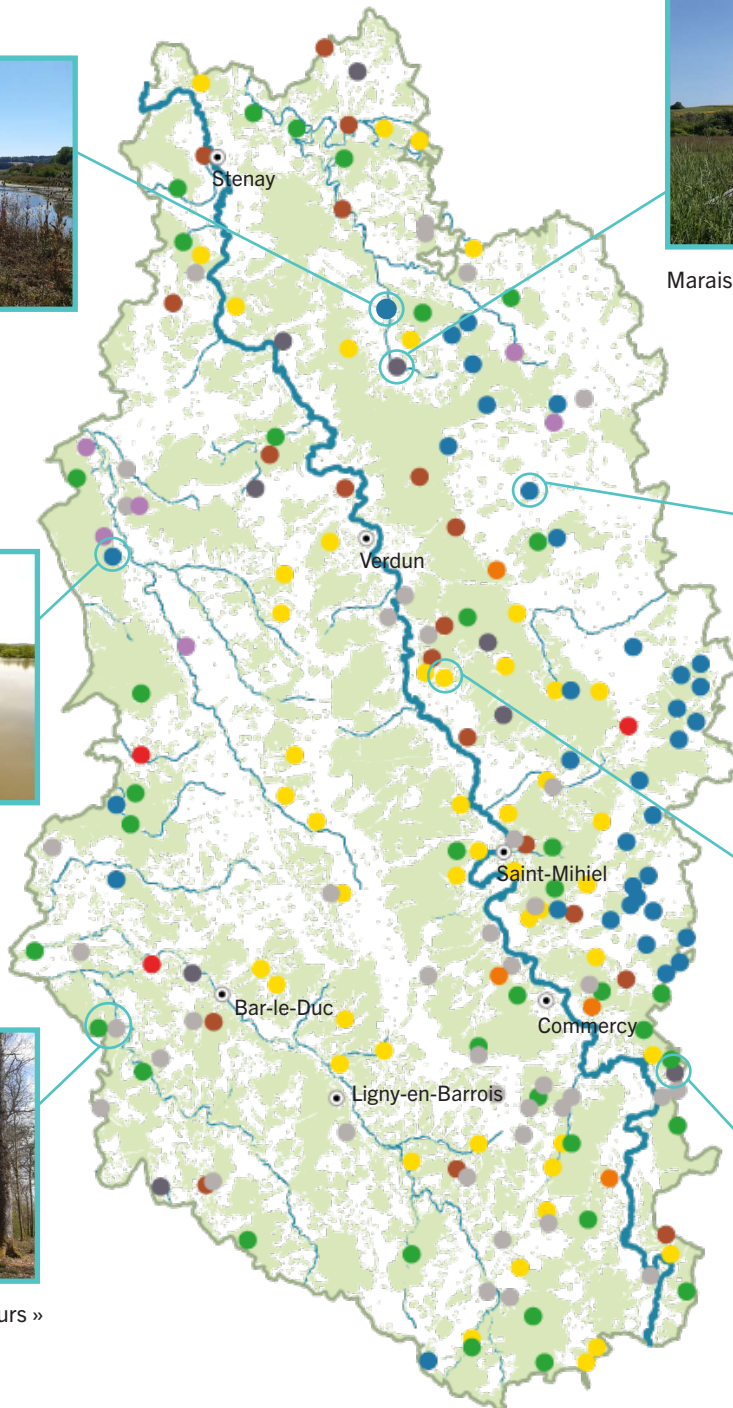 Stenay
Marais
Verdun
Saint-Mihiel
Bar-le-Duc
Commercy
Ligny-en-Barrois
urs »